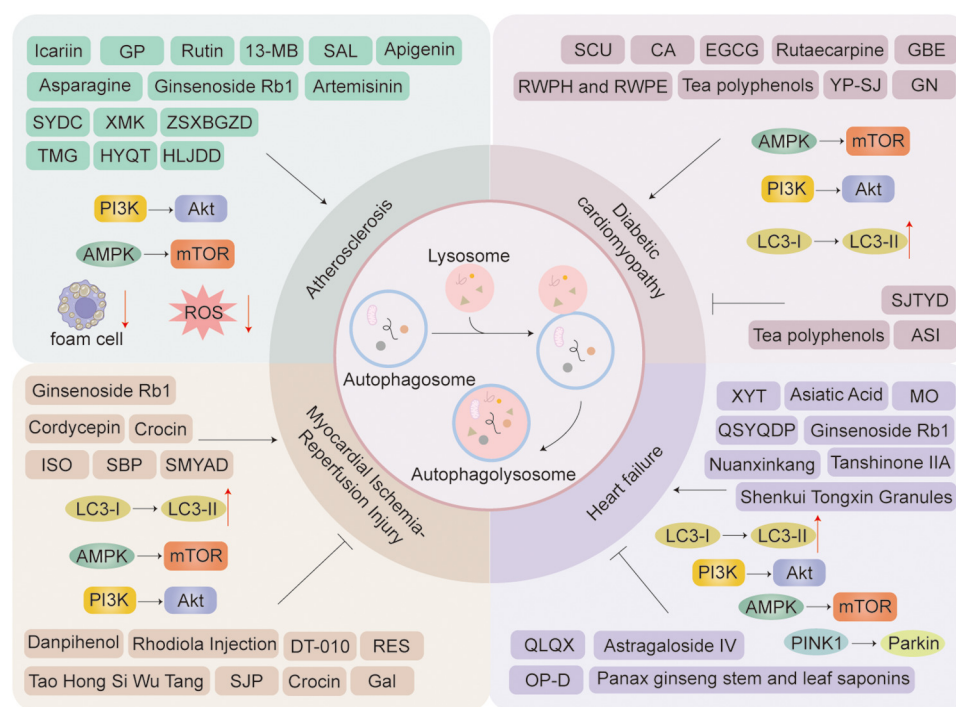 Icariin GP Rutin 13-MB SAL Apigenin
Asparagine Ginsenoside Rb1 Artemisinin
SYDC XMK ZSXBGZD
TMG HYQT HLJDD
PI3K Akt
AMPK mTOR
foam cell ROS
Atherosclerosis
SCU CA EGCG Rutaecarpine GBE
RWPH and RWPE Tea polyphenols YP-SJ GN
AMPK mTOR
PI3K Akt
LC3-I LC3-II
Diabetic
cardiomyopathy
SJTYD
Tea polyphenols ASI
Lysosome
Autophagosome
Autophagolysosome
Ginsenoside Rb1
Cordycepin Crocin
ISO SBP SMYAD
LC3-I LC3-II
AMPK mTOR
PI3K Akt
Myocardial Ischemia-
Reperfusion Injury
Danpihenol Rhodiola Injection DT-010 RES
Tao Hong Si Wu Tang SJP Crocin Gal
XYT Asiatic Acid MO
QSYQDP Ginsenoside Rb1
Nuanxinkang Tanshinone IIA
Shenkui Tongxin Granules
Heart failure
LC3-I LC3-II
PI3K Akt
AMPK mTOR
PINK1 Parkin
QLQX Astragaloside IV
OP-D Panax ginseng stem and leaf saponins